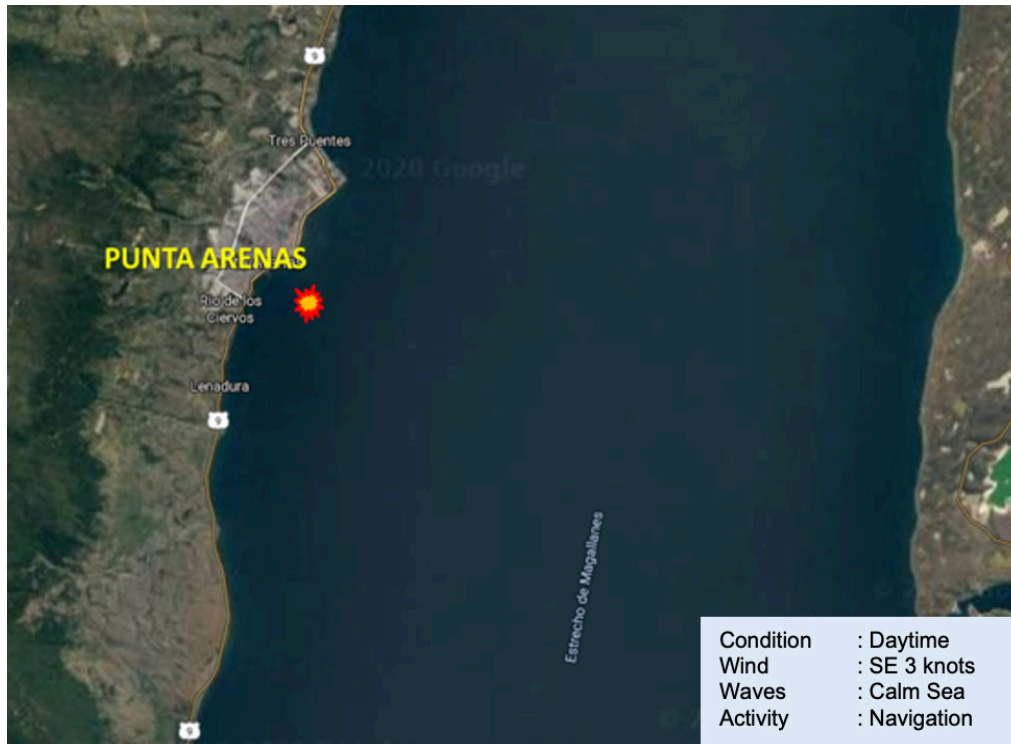 9
Tres Puentes
2020 Google
PUNTA ARENAS
Rio de los
Ciervos
Lenadura
9
Estrecho de Magallanes
Condition : Daytime
Wind : SE 3 knots
Waves : Calm Sea
Activity : Navigation
9